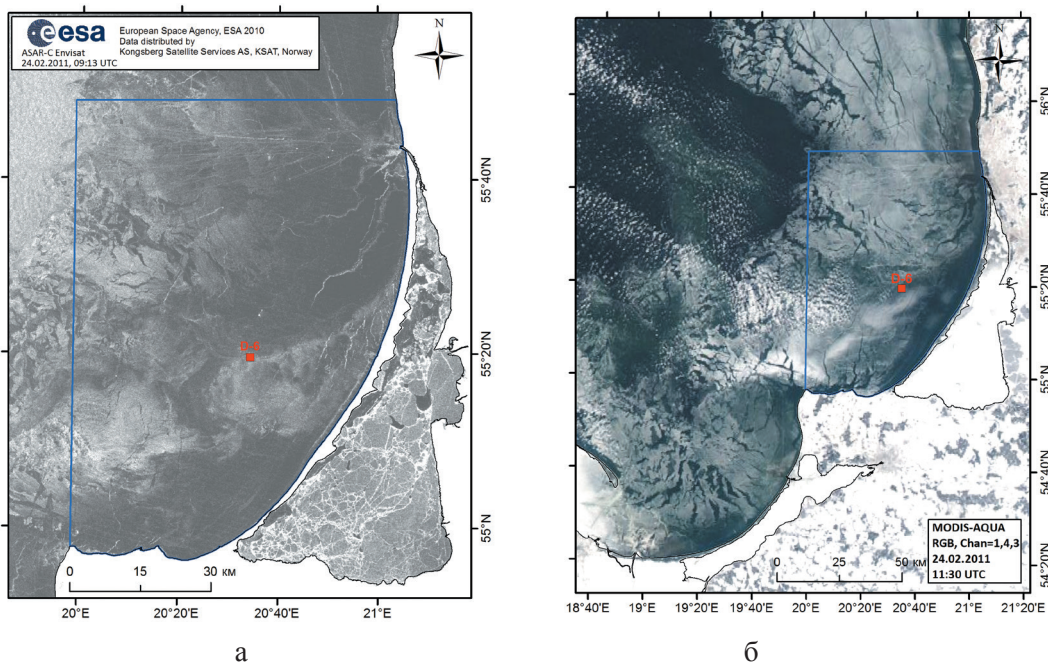 esa
ASAR-C Envisat
24.02.2011, 09:13 UTC
European Space Agency, ESA 2010
Data distributed by
Kongsberg Satellite Services AS, KSAT, Norway
N
55°40'N
55°20'N
55°N
D-6
0 15 30 км
20°E 20°20'E 20°40'E 21°E
а
N
56°N
55°40'N
55°20'N
55°N
54°40'N
54°20'N
D-6
MODIS-AQUA
RGB, Chan=1,4,3
24.02.2011
11:30 UTC
0 25 50 км
18°40'E 19°E 19°20'E 19°40'E 20°E 20°20'E 20°40'E 21°E 21°20'E
б